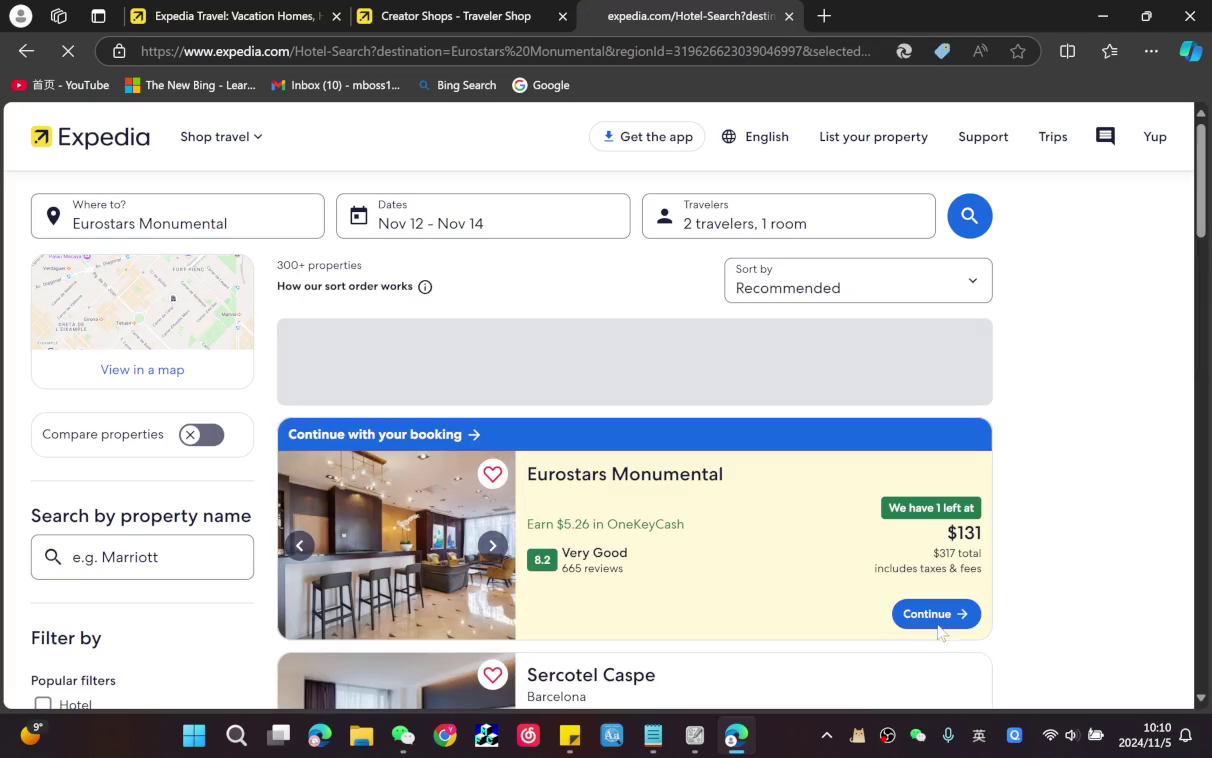 Expedia Travel: Vacation Homes, H
Creator Shops - Traveler Shop
expedia.com/Hotel-Search?destin
https://www.expedia.com/Hotel-Search?destination=Eurostars%20Monumental&regionId=319626623039046997&selected...
首页 - YouTube
The New Bing - Lear...
Inbox (10) - mboss1...
Bing Search
Google
Expedia
Shop travel
Get the app
English
List your property
Support
Trips
Yup
Where to?
Eurostars Monumental
Dates
Nov 12 - Nov 14
Travelers
2 travelers, 1 room
300+ properties
How our sort order works
Sort by
Recommended
View in a map
Compare properties
Continue with your booking
Eurostars Monumental
We have 1 left at
Earn $5.26 in OneKeyCash
$131
8.2
Very Good
665 reviews
$317 total
includes taxes & fees
Continue
Search by property name
e.g. Marriott
Filter by
Popular filters
Hotel
Sercotel Caspe
Barcelona
9°
英
10:10
2024/11/5